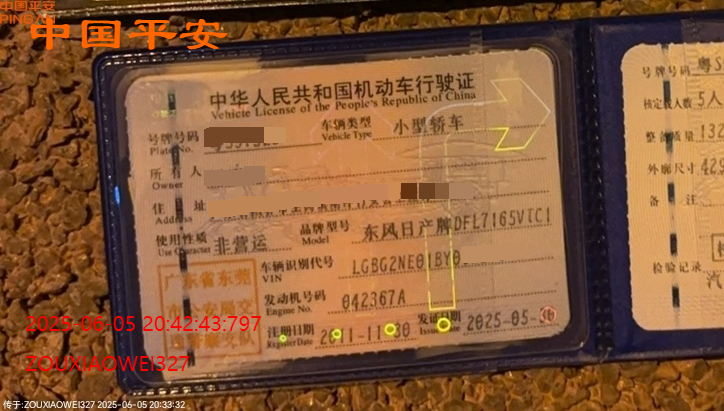 中国平安
PING
中国平安
中华人民共和国机动车行驶证
Vehicle License of the People's Republic of China
号牌号码
Plate No.
车辆类型 小型轿车
Vehicle Type
所有人
Owner
住址
Address
使用性质 非营运
Use Character
品牌型号 东风日产牌DFL7165VTC1
Model
车辆识别代号 LGBG2NE01BY0
VIN
发动机号码 042367A
Engine No.
注册日期 2011-11-30
Register Date
发证日期 2025-05-
Issue Date
广东省东莞
市公安局交
号牌号码 粤S
核定载人数 5人
整备质量
外廓尺寸
备注
检验记录
2025-06-05 20:42:43:797
ZOUXIAOWEI327
传于:ZOUXIAOWEI327 2025-06-05 20:33:32